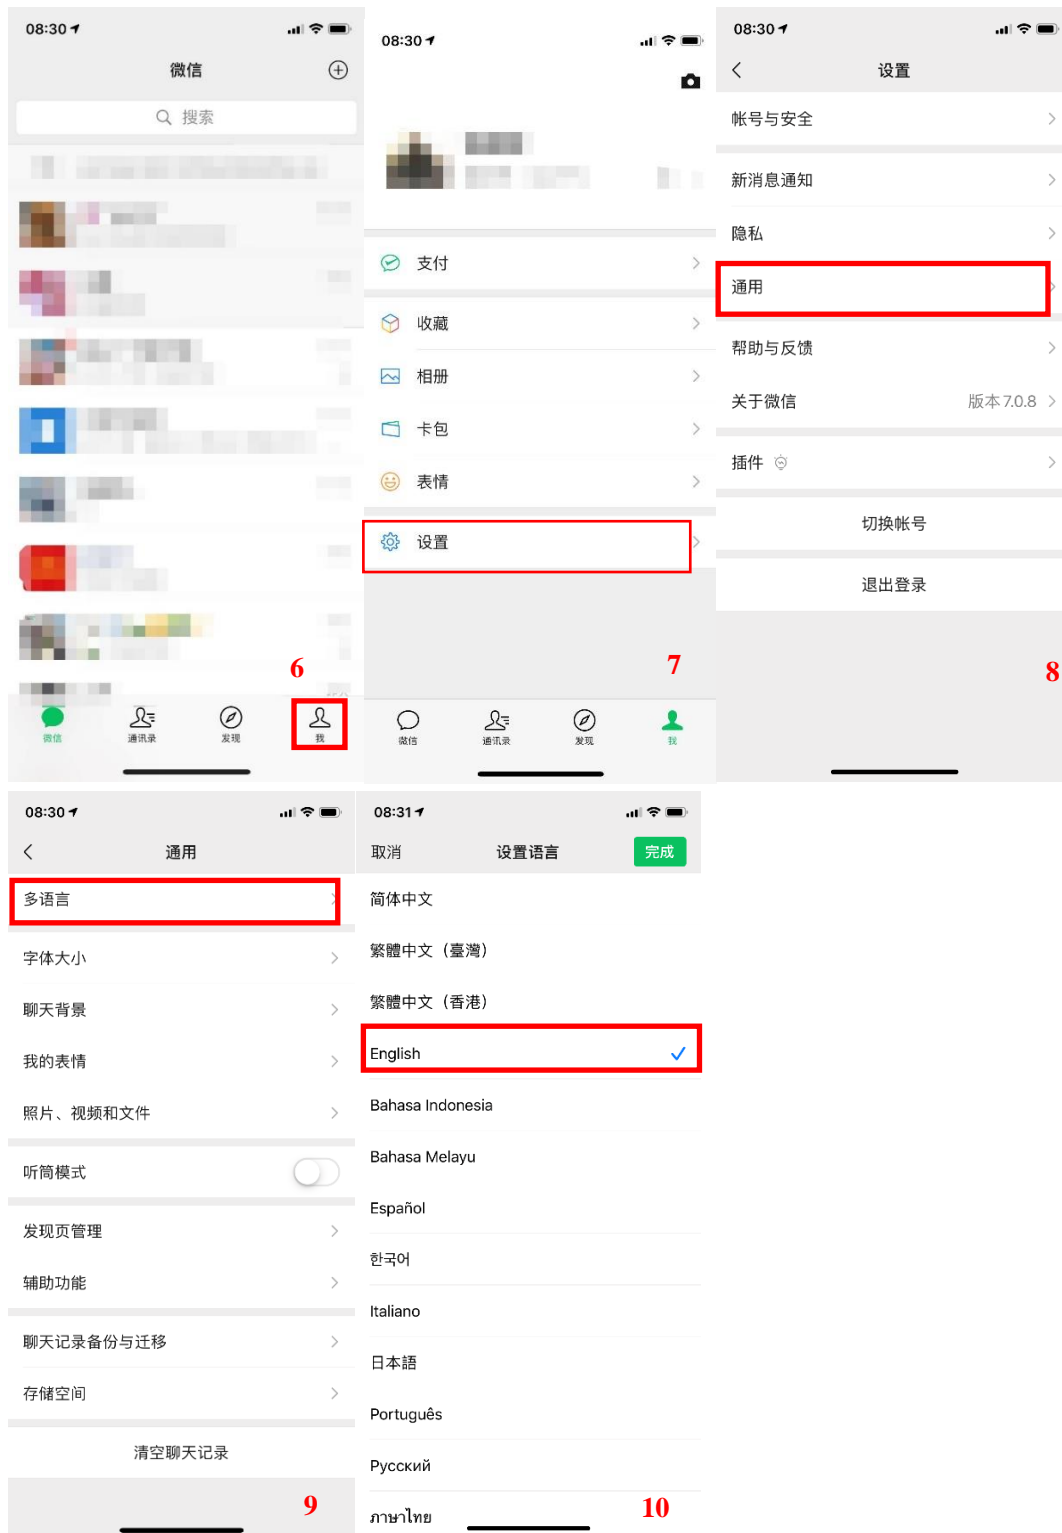 08:30
微信
搜索
6
微信
通讯录
发现
我
08:30
支付
收藏
相册
卡包
表情
设置
7
微信
通讯录
发现
我
08:30
设置
帐号与安全
新消息通知
隐私
通用
帮助与反馈
关于微信 版本 7.0.8
插件
切换帐号
退出登录
8
08:30
通用
多语言
字体大小
聊天背景
我的表情
照片、视频和文件
听筒模式
发现页管理
辅助功能
聊天记录备份与迁移
存储空间
清空聊天记录
9
08:31
取消 设置语言 完成
简体中文
繁體中文（臺灣）
繁體中文（香港）
English
Bahasa Indonesia
Bahasa Melayu
Español
한국어
Italiano
日本語
Português
Русский
ภาษาไทย
10